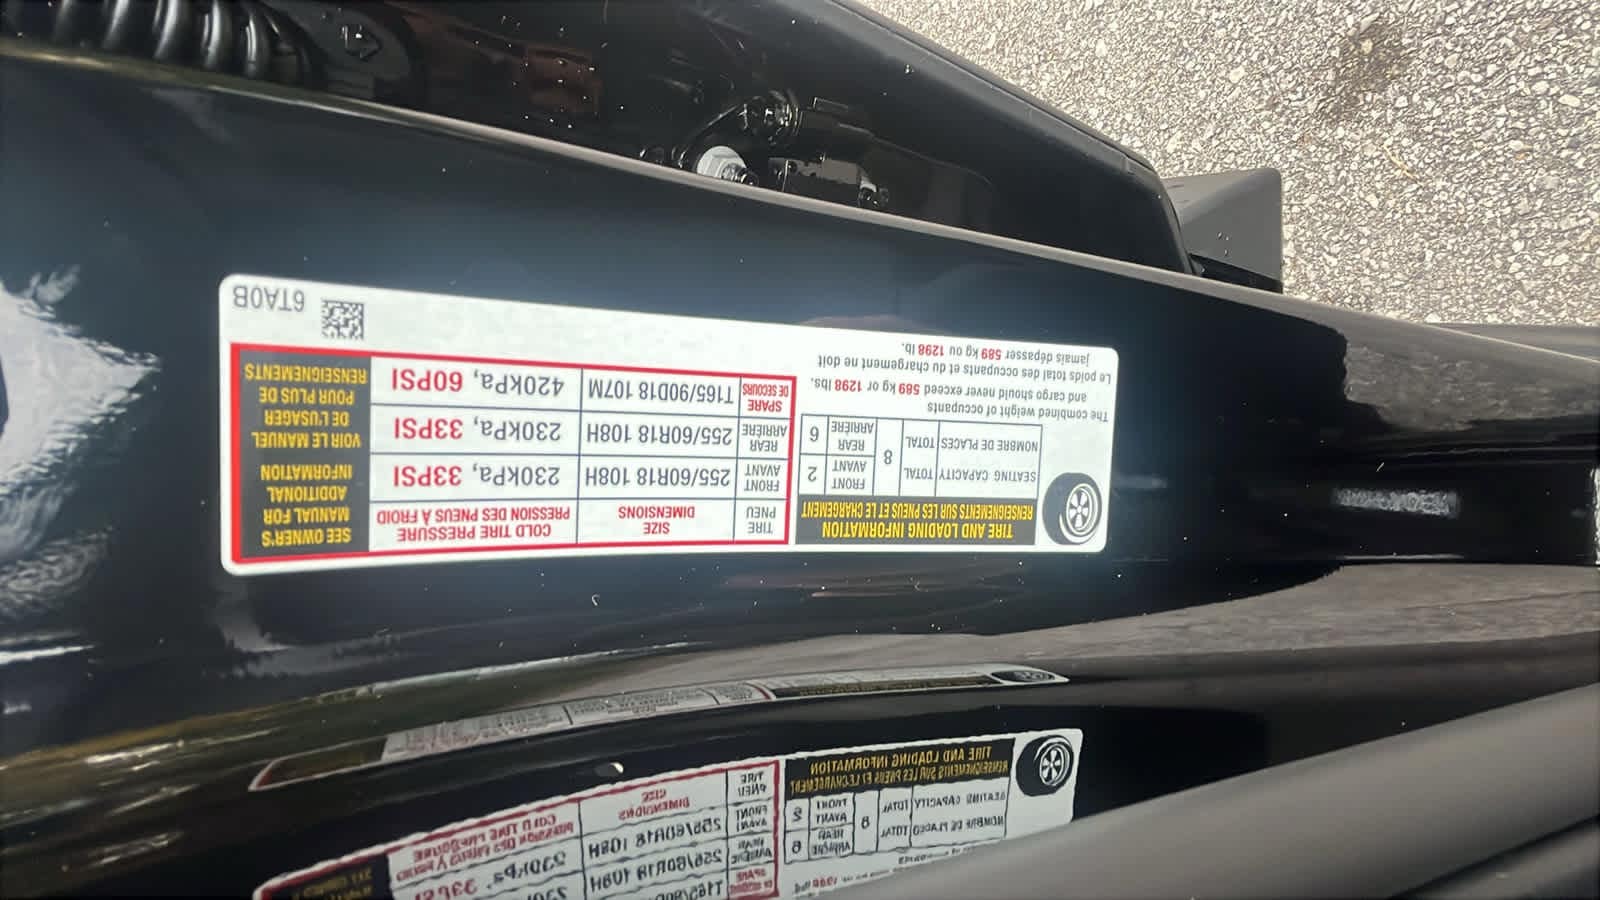 TIRE AND LOADING INFORMATION
RENSEIGNEMENTS SUR LES PNEUS ET LE CHARGEMENT
SEATING CAPACITY TOTAL 8 FRONT AVANT 2
NOMBRE DE PLACES TOTAL REAR ARRIÈRE 6
The combined weight of occupants
and cargo should never exceed 589 kg or 1298 lbs.
Le poids total des occupants et du chargement ne doit
jamais dépasser 589 kg ou 1298 lb.
TIRE SIZE COLD TIRE PRESSURE
PNEU DIMENSIONS PRESSION DES PNEUS À FROID
FRONT AVANT 255/60R18 108H 230kPa, 33PSI
REAR ARRIÈRE 255/60R18 108H 230kPa, 33PSI
SPARE DE SECOURS T165/90D18 107M 420kPa, 60PSI
SEE OWNER'S
MANUAL FOR
ADDITIONAL
INFORMATION
VOIR LE MANUEL
DE L'USAGER
POUR PLUS DE
RENSEIGNEMENTS
6TA0B